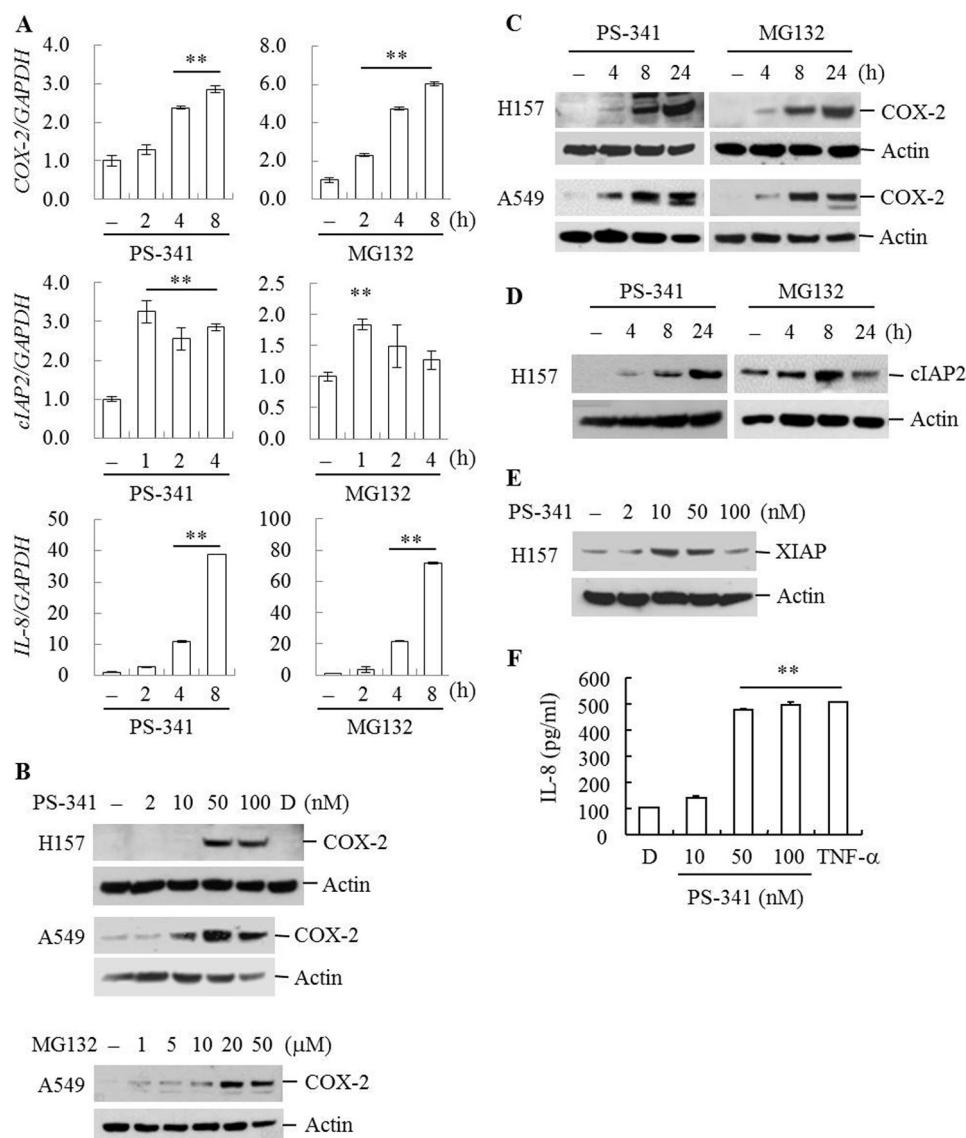 A
COX-2/GAPDH
4.0
3.0
2.0
1.0
0.0
**
– 2 4 8
PS-341
8.0
6.0
4.0
2.0
0.0
**
– 2 4 8 (h)
MG132
cIAP2/GAPDH
4.0
3.0
2.0
1.0
0.0
**
– 1 2 4
PS-341
2.5
2.0
1.5
1.0
0.5
0.0
**
– 1 2 4 (h)
MG132
IL-8/GAPDH
50
40
30
20
10
0
**
– 2 4 8
PS-341
100
80
60
40
20
0
**
– 2 4 8 (h)
MG132
B
PS-341 – 2 10 50 100 D (nM)
H157 COX-2
Actin
A549 COX-2
Actin
MG132 – 1 5 10 20 50 (μM)
A549 COX-2
Actin
C
PS-341 MG132
– 4 8 24 – 4 8 24 (h)
H157 COX-2
Actin
A549 COX-2
Actin
D
PS-341 MG132
– 4 8 24 – 4 8 24 (h)
H157 cIAP2
Actin
E
PS-341 – 2 10 50 100 (nM)
H157 XIAP
Actin
F
IL-8 (pg/ml)
600
500
400
300
200
100
0
**
D 10 50 100 TNF-α
PS-341 (nM)